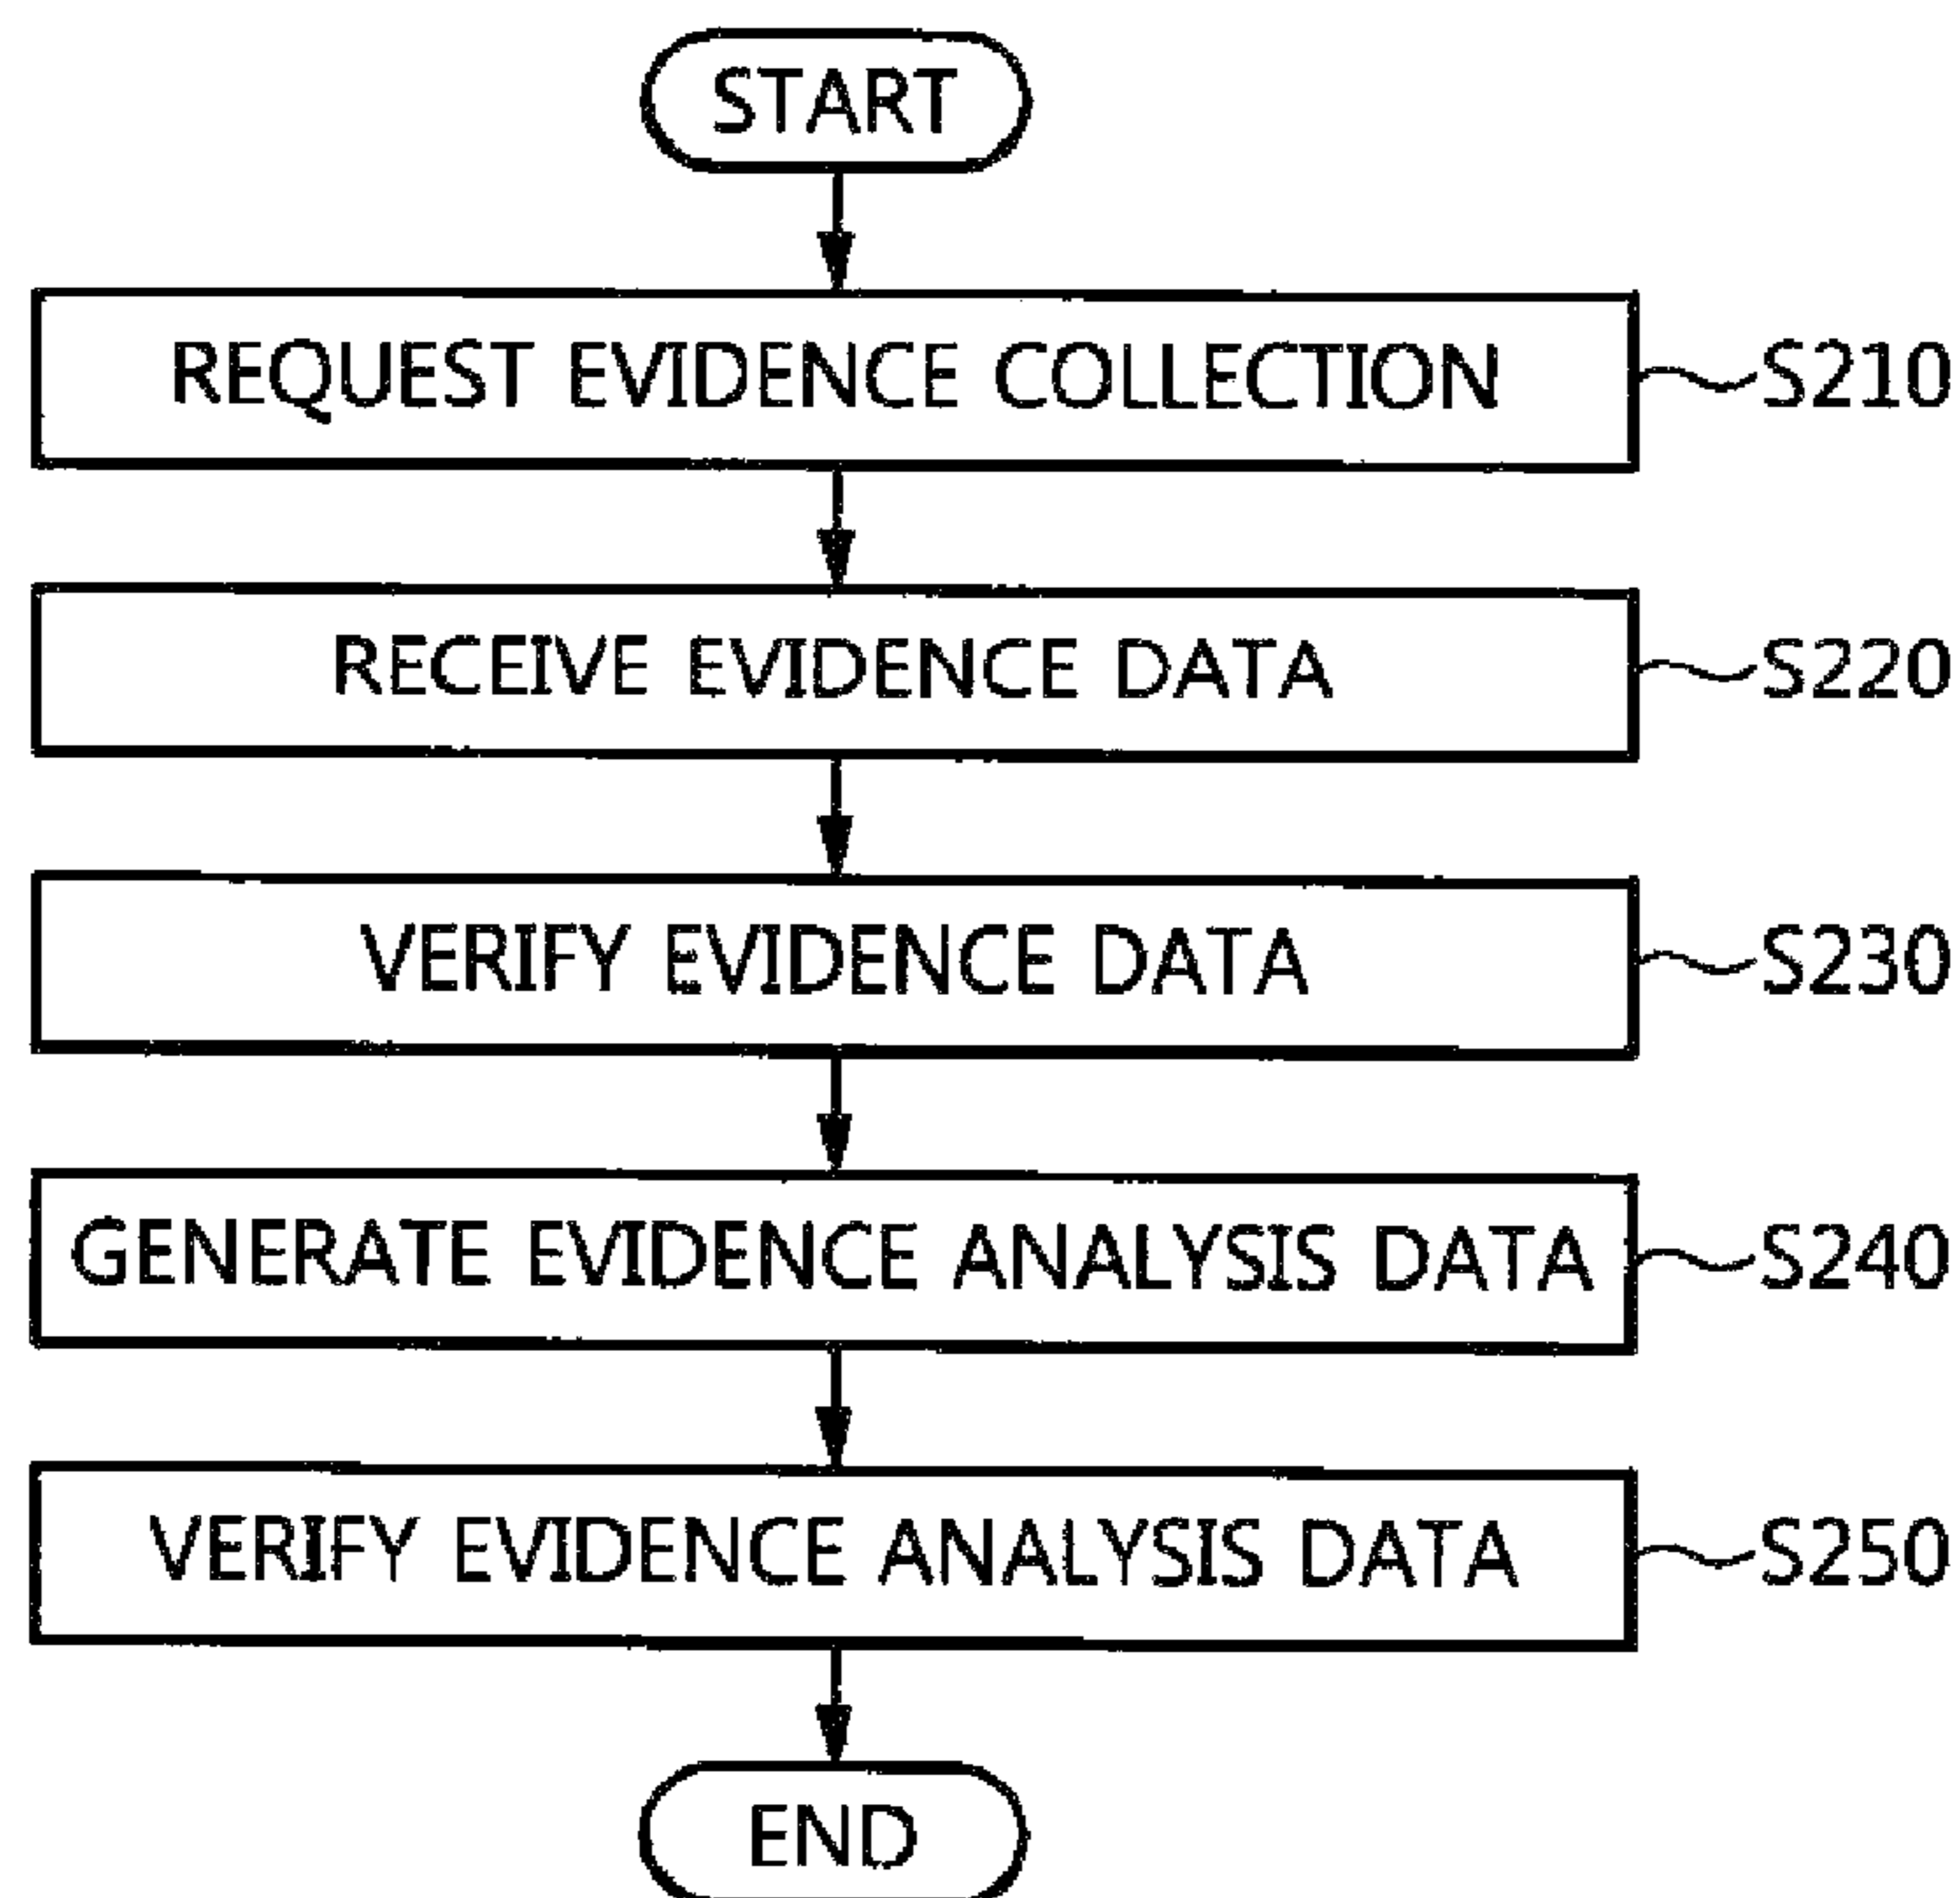 START
REQUEST EVIDENCE COLLECTION S210
RECEIVE EVIDENCE DATA S220
VERIFY EVIDENCE DATA S230
GENERATE EVIDENCE ANALYSIS DATA S240
VERIFY EVIDENCE ANALYSIS DATA S250
END